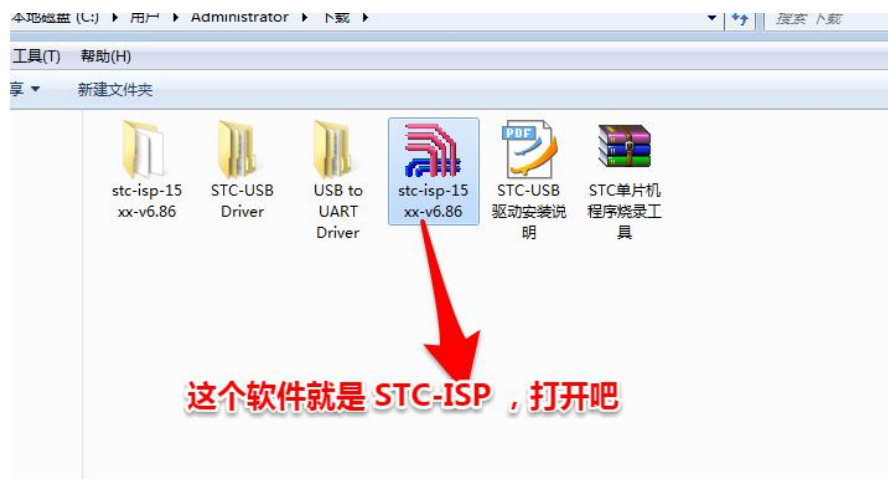 本地磁盘 (C:) ▸ 用户 ▸ Administrator ▸ 下载 ▸
搜索 下载
工具(T) 帮助(H)
享 ▾ 新建文件夹
PDF
stc-isp-15
xx-v6.86
STC-USB
Driver
USB to
UART
Driver
stc-isp-15
xx-v6.86
STC-USB
驱动安装说
明
STC单片机
程序烧录工
具
这个软件就是 STC-ISP ，打开吧